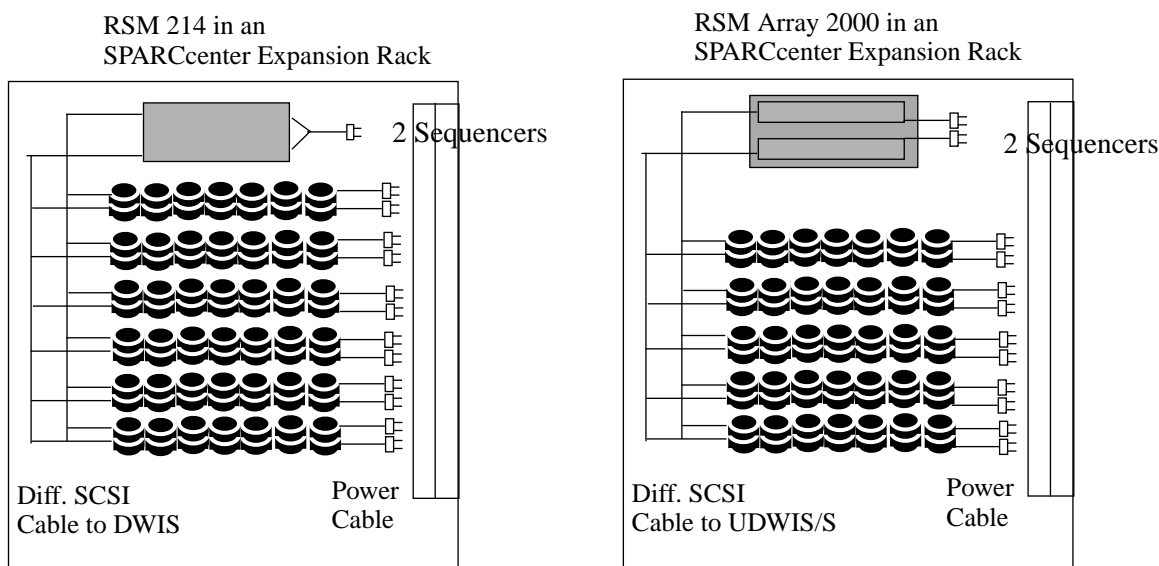 RSM 214 in an
SPARCcenter Expansion Rack
2 Sequencers
Diff. SCSI
Cable to DWIS
Power
Cable
RSM Array 2000 in an
SPARCcenter Expansion Rack
2 Sequencers
Diff. SCSI
Cable to UDWIS/S
Power
Cable